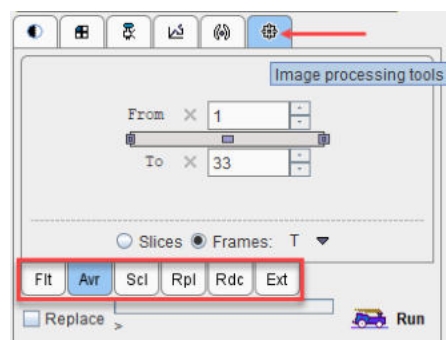 Image processing tools
From × 1
To × 33
Slices Frames: T
Flt Avr Scl Rpl Rdc Ext
Replace > Run